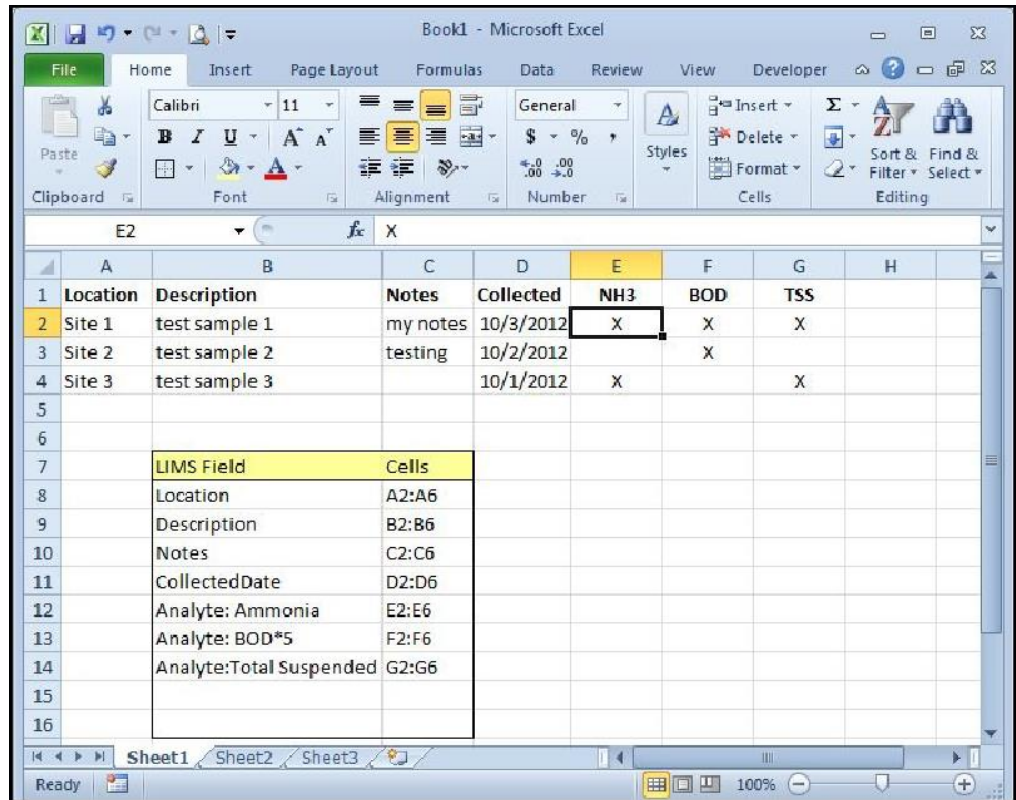 Book1 - Microsoft Excel
File Home Insert Page Layout Formulas Data Review View Developer
Calibri 11 General
Paste B I U A A $ % , Styles Insert Delete Format Σ Sort & Filter Find & Select
Clipboard Font Alignment Number Cells Editing
E2 fx X
A B C D E F G H
1 Location Description Notes Collected NH3 BOD TSS
2 Site 1 test sample 1 my notes 10/3/2012 X X X
3 Site 2 test sample 2 testing 10/2/2012 X
4 Site 3 test sample 3 10/1/2012 X X
5
6
7 LIMS Field Cells
8 Location A2:A6
9 Description B2:B6
10 Notes C2:C6
11 CollectedDate D2:D6
12 Analyte: Ammonia E2:E6
13 Analyte: BOD*5 F2:F6
14 Analyte:Total Suspended G2:G6
15
16
Sheet1 Sheet2 Sheet3
Ready 100%